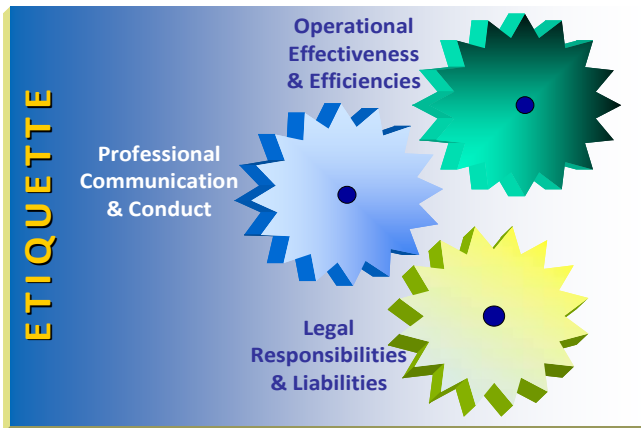 ETIQUETTE
Operational
Effectiveness
& Efficiencies
Professional
Communication
& Conduct
Legal
Responsibilities
& Liabilities